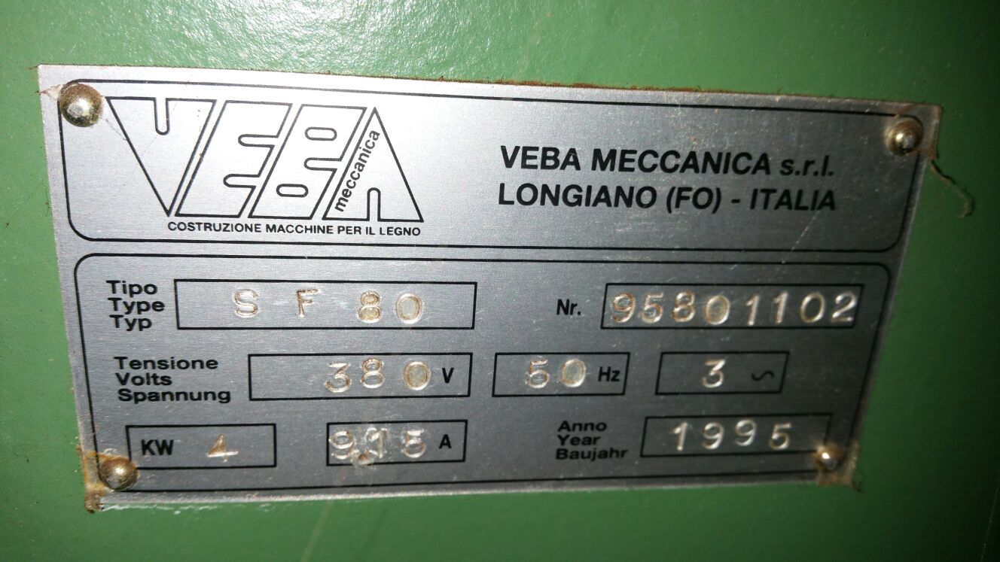 VEBA
meccanica
COSTRUZIONE MACCHINE PER IL LEGNO
VEBA MECCANICA s.r.l.
LONGIANO (FO) - ITALIA
Tipo
Type
Typ
S F 80
Nr. 95801102
Tensione
Volts
Spannung
380 V
50 Hz
3 ~
KW 4
A
Anno
Year
Baujahr
1995